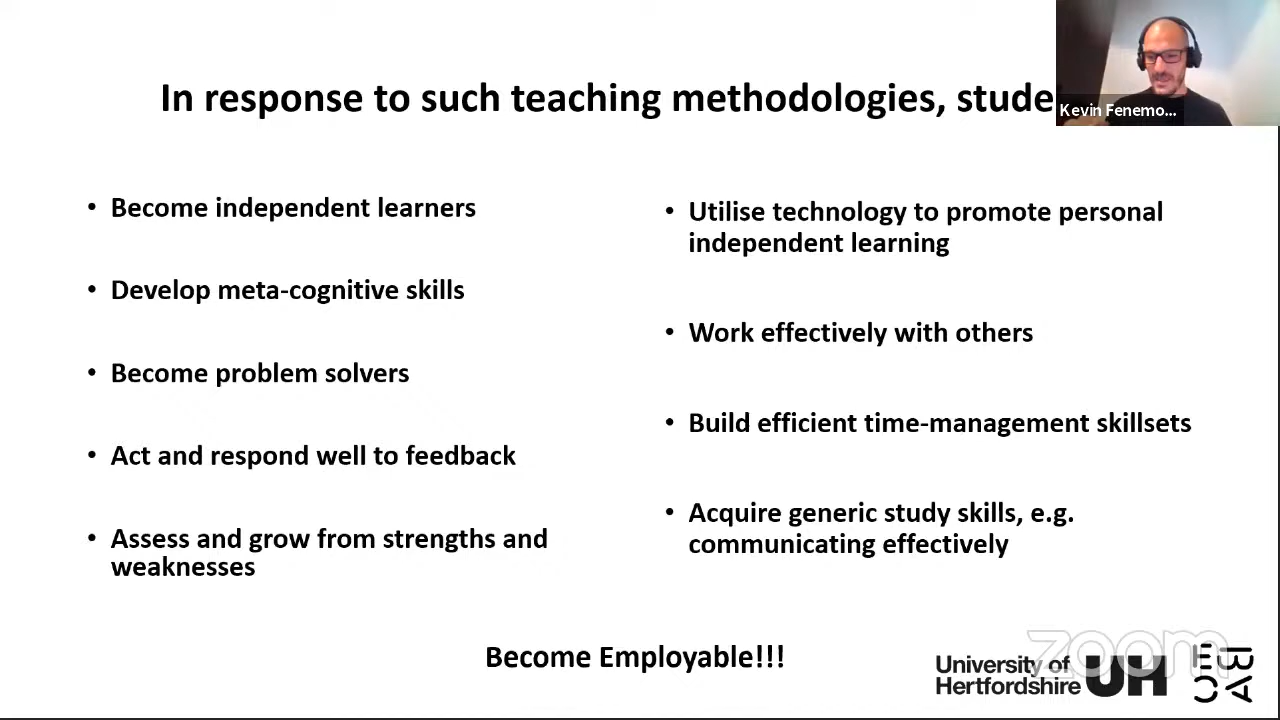 In response to such teaching methodologies, stude
Kevin Fenemo...
• Become independent learners
• Develop meta-cognitive skills
• Become problem solvers
• Act and respond well to feedback
• Assess and grow from strengths and
weaknesses
• Utilise technology to promote personal
independent learning
• Work effectively with others
• Build efficient time-management skillsets
• Acquire generic study skills, e.g.
communicating effectively
Become Employable!!!
zoom
University of
Hertfordshire
UH